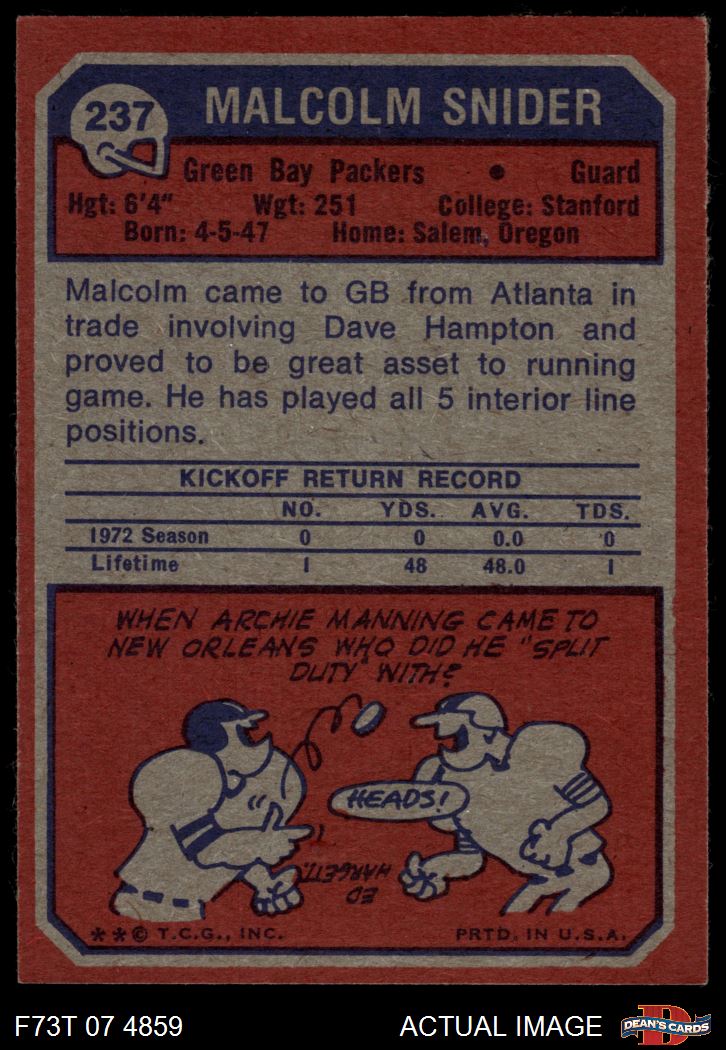 237
MALCOLM SNIDER
Green Bay Packers • Guard
Hgt: 6'4" Wgt: 251 College: Stanford
Born: 4-5-47 Home: Salem, Oregon
Malcolm came to GB from Atlanta in
trade involving Dave Hampton and
proved to be great asset to running
game. He has played all 5 interior line
positions.
KICKOFF RETURN RECORD
NO. YDS. AVG. TDS.
1972 Season 0 0 0.0 0
Lifetime 1 48 48.0 1
WHEN ARCHIE MANNING CAME TO
NEW ORLEANS WHO DID HE "SPLIT
DUTY" WITH?
HEADS!
ED
HARGETT.
**© T.C.G., INC. PRTD. IN U.S.A.
F73T 07 4859 ACTUAL IMAGE
D
DEAN'S CARDS